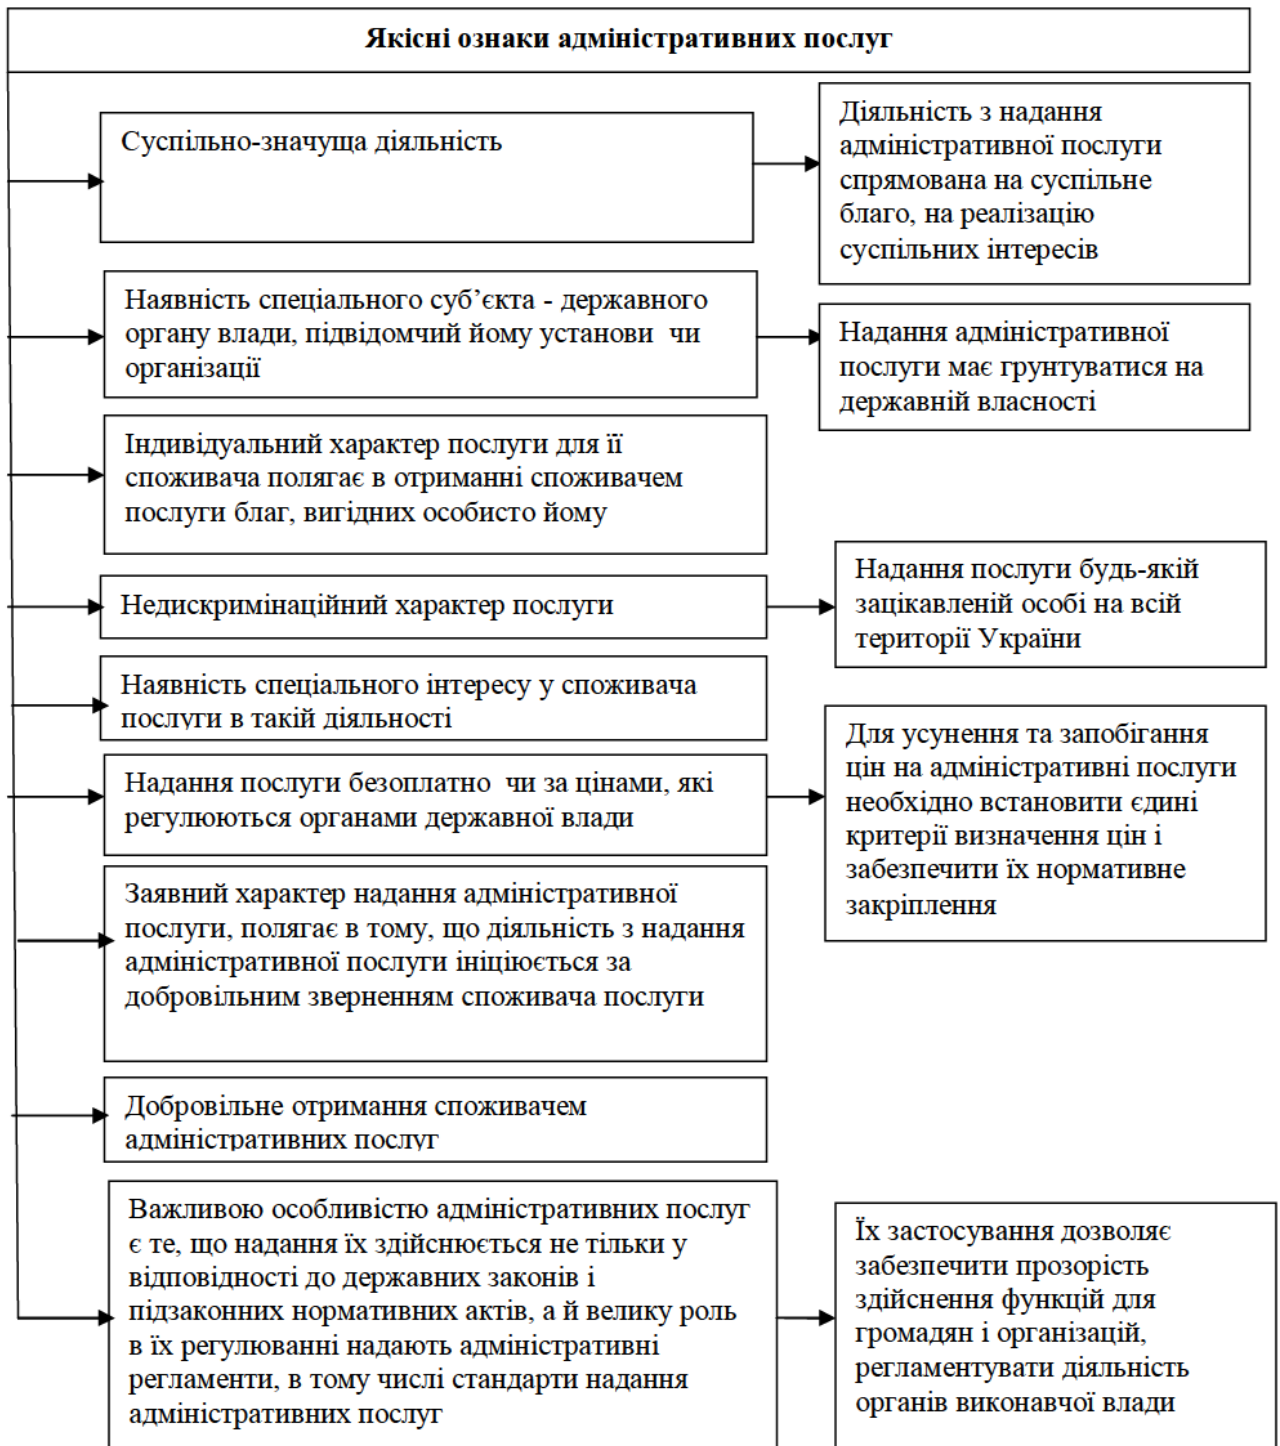 Якісні ознаки адміністративних послуг
Суспільно-значуща діяльність
Діяльність з надання
адміністративної послуги
спрямована на суспільне
благо, на реалізацію
суспільних інтересів
Наявність спеціального суб’єкта - державного
органу влади, підвідомчий йому установи чи
організації
Надання адміністративної
послуги має грунтуватися на
державній власності
Індивідуальний характер послуги для її
споживача полягає в отриманні споживачем
послуги благ, вигідних особисто йому
Недискримінаційний характер послуги
Надання послуги будь-якій
зацікавленій особі на всій
території України
Наявність спеціального інтересу у споживача
послуги в такій діяльності
Надання послуги безоплатно чи за цінами, які
регулюються органами державної влади
Для усунення та запобігання
цін на адміністративні послуги
необхідно встановити єдині
критерії визначення цін і
забезпечити їх нормативне
закріплення
Заявний характер надання адміністративної
послуги, полягає в тому, що діяльність з надання
адміністративної послуги ініціюється за
добровільним зверненням споживача послуги
Добровільне отримання споживачем
адміністративних послуг
Важливою особливістю адміністративних послуг
є те, що надання їх здійснюється не тільки у
відповідності до державних законів і
підзаконних нормативних актів, а й велику роль
в їх регулюванні надають адміністративні
регламенти, в тому числі стандарти надання
адміністративних послуг
Їх застосування дозволяє
забезпечити прозорість
здійснення функцій для
громадян і організацій,
регламентувати діяльність
органів виконавчої влади